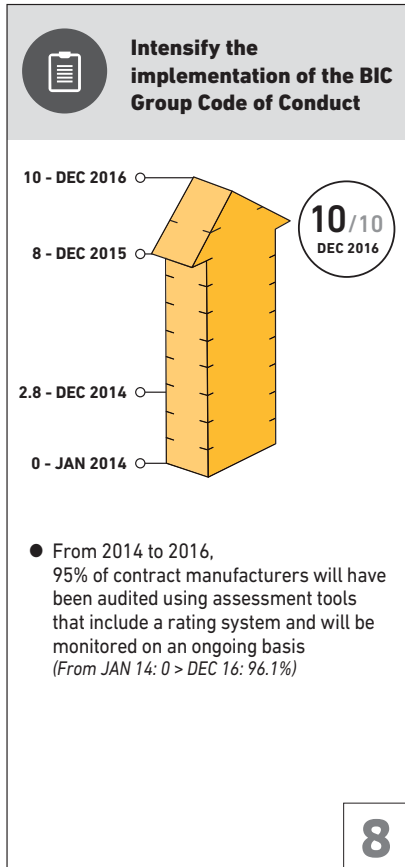 Intensify the
implementation of the BIC
Group Code of Conduct
10 - DEC 2016
10/10
DEC 2016
8 - DEC 2015
2.8 - DEC 2014
0 - JAN 2014
● From 2014 to 2016,
95% of contract manufacturers will have
been audited using assessment tools
that include a rating system and will be
monitored on an ongoing basis
(From JAN 14: 0 > DEC 16: 96.1%)
8